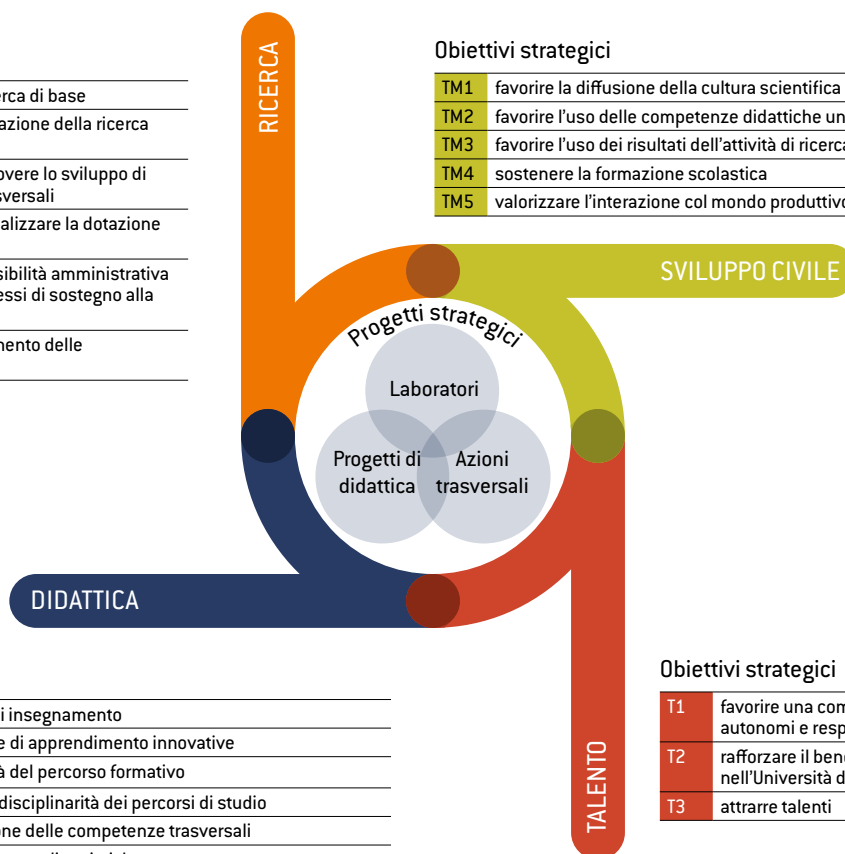 RICERCA
erca di base
azione della ricerca
overe lo sviluppo di
sversali
alizzare la dotazione
sibilità amministrativa
essi di sostegno alla
mento delle
Obiettivi strategici
TM1 favorire la diffusione della cultura scientifica
TM2 favorire l'uso delle competenze didattiche un
TM3 favorire l'uso dei risultati dell'attività di ricerca
TM4 sostenere la formazione scolastica
TM5 valorizzare l'interazione col mondo produttivo
SVILUPPO CIVILE
Progetti strategici
Laboratori
Progetti di
didattica
Azioni
trasversali
DIDATTICA
i insegnamento
e di apprendimento innovative
à del percorso formativo
disciplinarità dei percorsi di studio
one delle competenze trasversali
TALENTO
Obiettivi strategici
T1 favorire una com
autonomi e resp
T2 rafforzare il bene
nell'Università d
T3 attrarre talenti